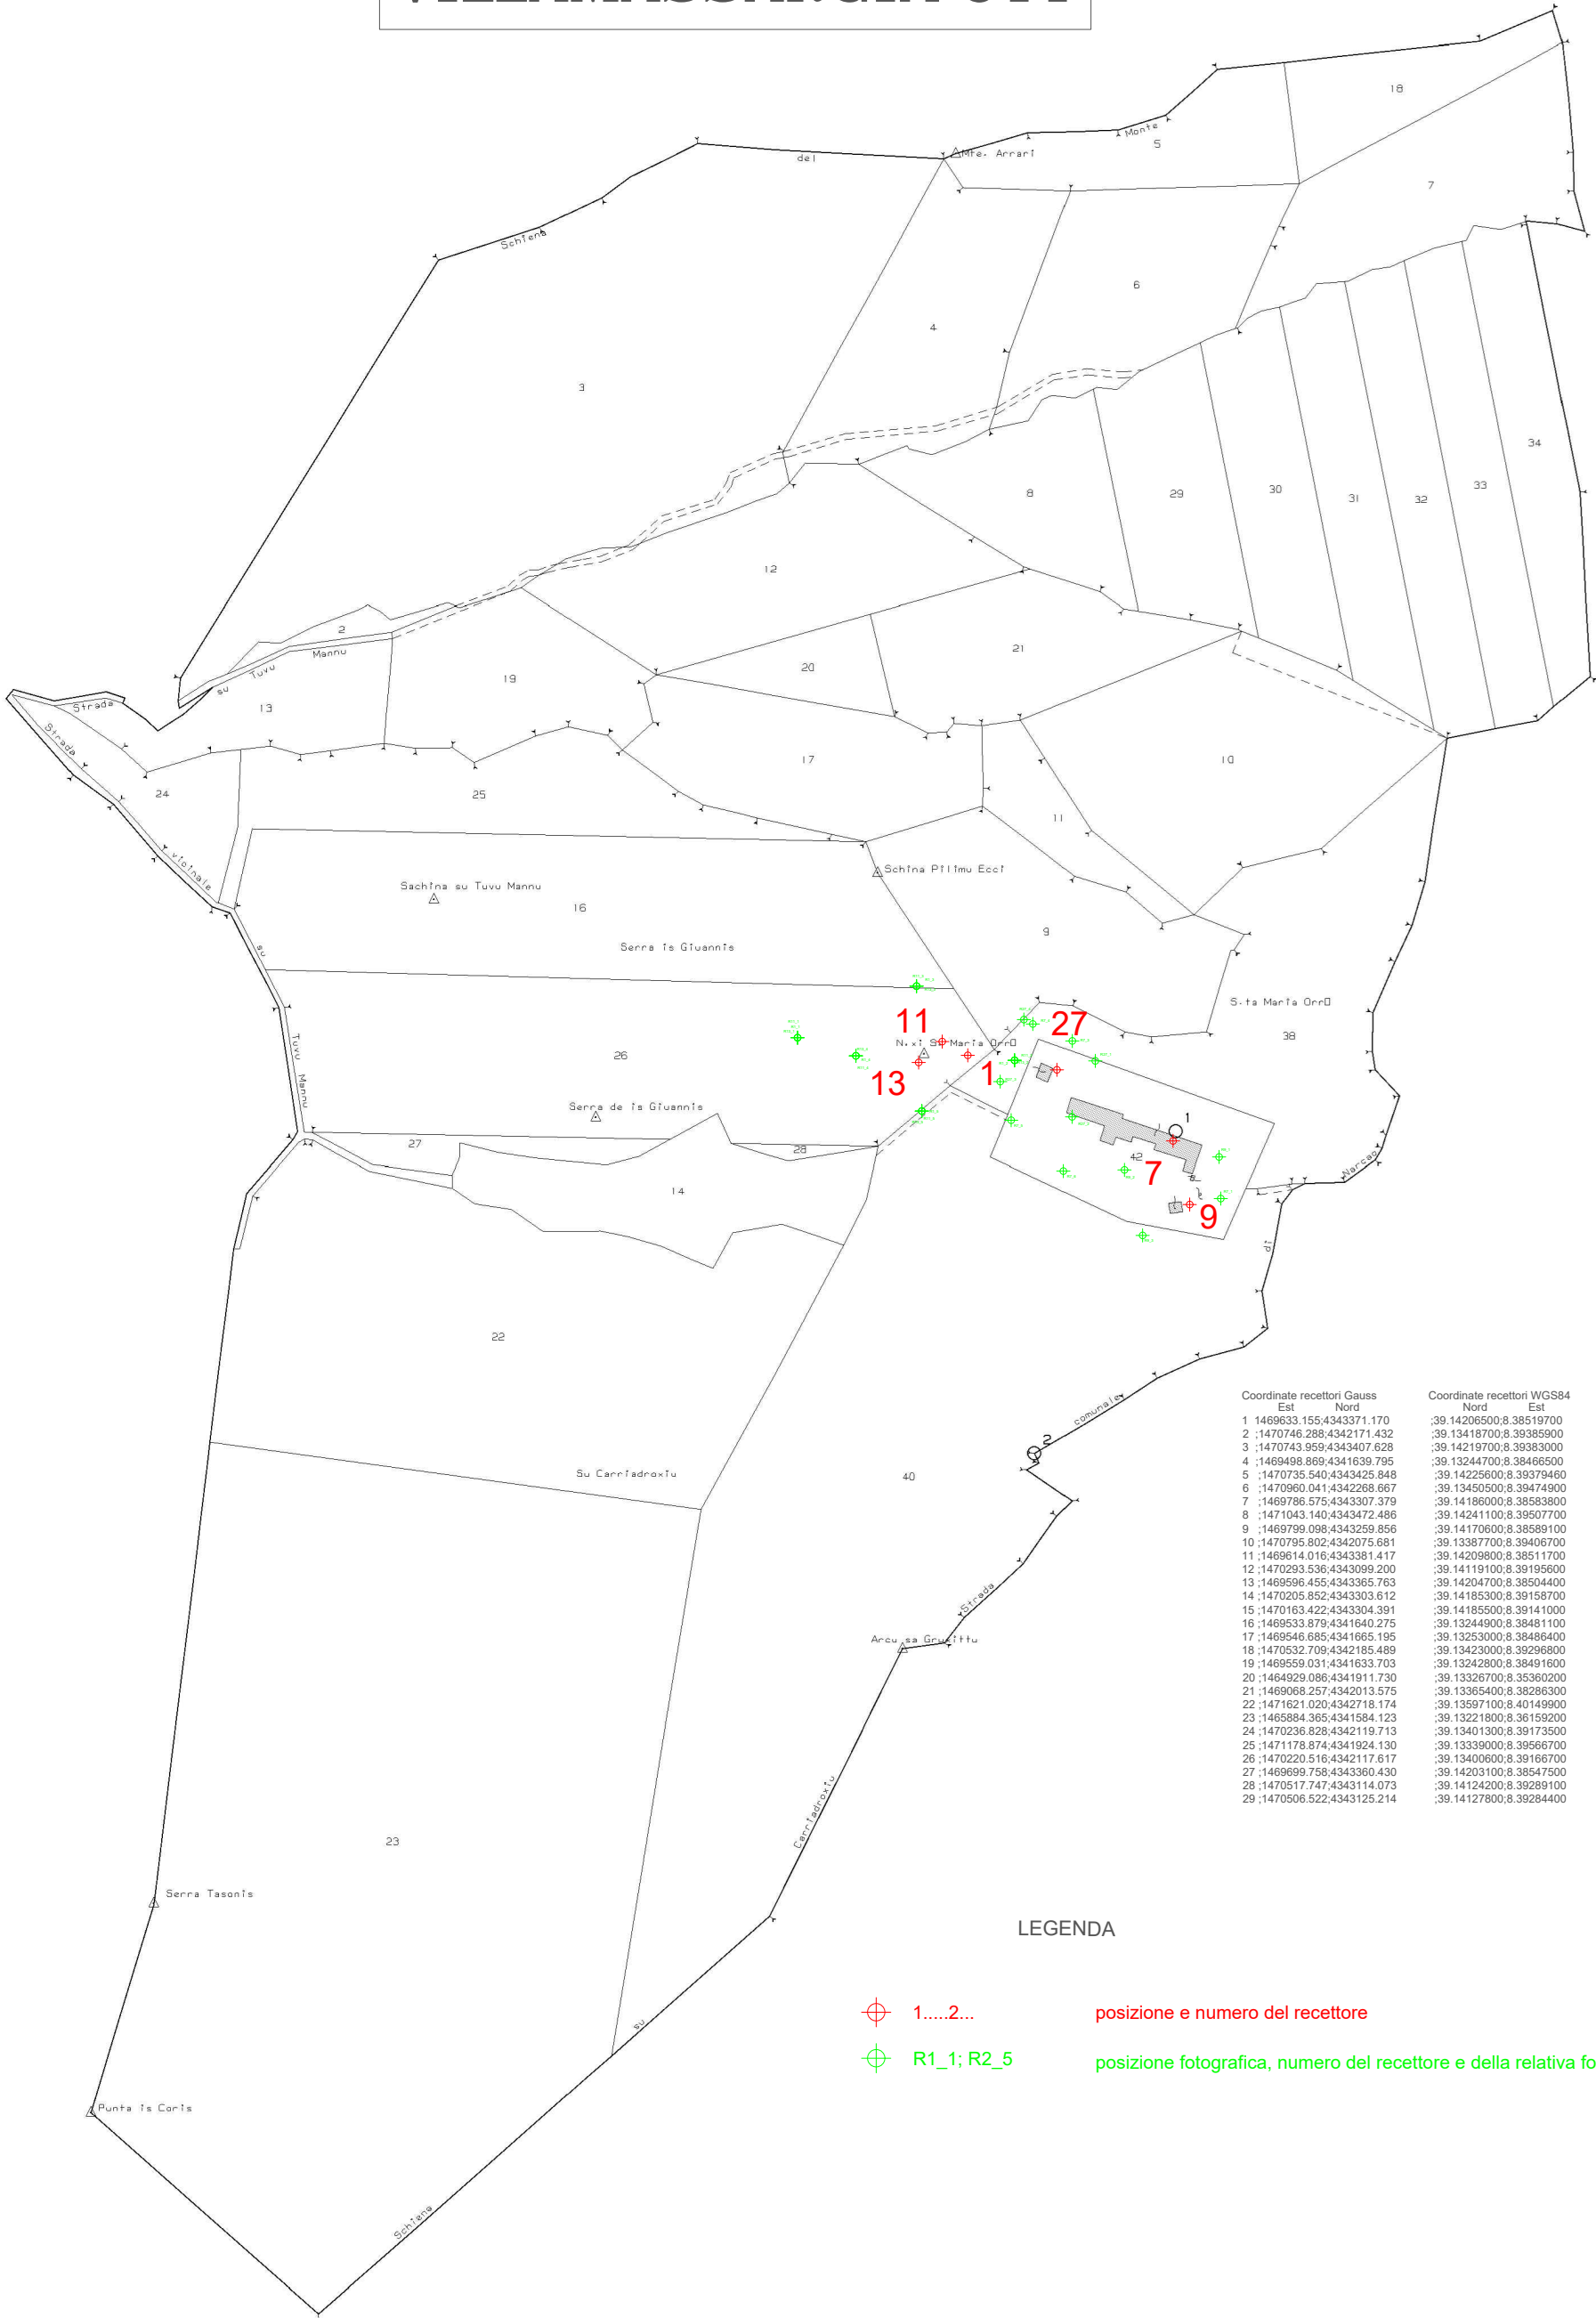 18
Monte
5
del
Mte. Arrari
7
Schiena
6
4
3
34
33
32
31
30
29
8
12
2
Mannu
Tuvu
su
21
20
19
13
Strada
Strada
17
10
24
25
11
Schina Pilimu Ecci
Sachina su Tuvu Mannu
16
vicinale
9
Serra is Giuannis
su
S.ta Maria Orrù
11
27
38
26
13
1
Tuvu
Mannu
Serra de is Giuannis
1
27
28
42
7
Narcao
14
9
di
22
Coordinate recettori Gauss Coordinate recettori WGS84
Est Nord Nord Est
1 1469633.155;4343371.170 ;39.14206500;8.38519700
2 ;1470746.288;4342171.432 ;39.13418700;8.39385900
3 ;1470743.959;4343407.628 ;39.14219700;8.39383000
4 ;1469498.869;4341639.795 ;39.13244700;8.38466500
5 ;1470735.540;4343425.848 ;39.14225600;8.39379460
6 ;1470960.041;4342268.667 ;39.13450500;8.39474900
7 ;1469786.575;4343307.379 ;39.14186000;8.38583800
8 ;1471043.140;4343472.486 ;39.14241100;8.39507700
9 ;1469799.098;4343259.856 ;39.14170600;8.38589100
10 ;1470795.802;4342075.681 ;39.13387700;8.39406700
11 ;1469614.016;4343381.417 ;39.14209800;8.38511700
12 ;1470293.536;4343099.200 ;39.14119100;8.39195600
13 ;1469596.455;4343365.763 ;39.14204700;8.38504400
14 ;1470205.852;4343303.612 ;39.14185300;8.39158700
15 ;1470163.422;4343304.391 ;39.14185500;8.39141000
16 ;1469533.879;4341640.275 ;39.13244900;8.38481100
17 ;1469546.685;4341665.195 ;39.13253000;8.38486400
18 ;1470532.709;4342185.489 ;39.13423000;8.39296800
19 ;1469559.031;4341633.703 ;39.13242800;8.38491600
20 ;1464929.086;4341911.730 ;39.13326700;8.35360200
21 ;1469068.257;4342013.575 ;39.13365400;8.38286300
22 ;1471621.020;4342718.174 ;39.13597100;8.40149900
23 ;1465884.365;4341584.123 ;39.13221800;8.36159200
24 ;1470236.828;4342119.713 ;39.13401300;8.39173500
25 ;1471178.874;4341924.130 ;39.13339000;8.39566700
26 ;1470220.516;4342117.617 ;39.13400600;8.39166700
27 ;1469699.758;4343360.430 ;39.14203100;8.38547500
28 ;1470517.747;4343114.073 ;39.14124200;8.39289100
29 ;1470506.522;4343125.214 ;39.14127800;8.39284400
comunale
2
Su Carriadroxiu
40
Strada
Arcu sa Gruxittu
Carriadroxiu
23
Serra Tasonis
su
Punta is Coris
Schiena
LEGENDA
1.....2... posizione e numero del recettore
R1_1; R2_5 posizione fotografica, numero del recettore e della relativa fo